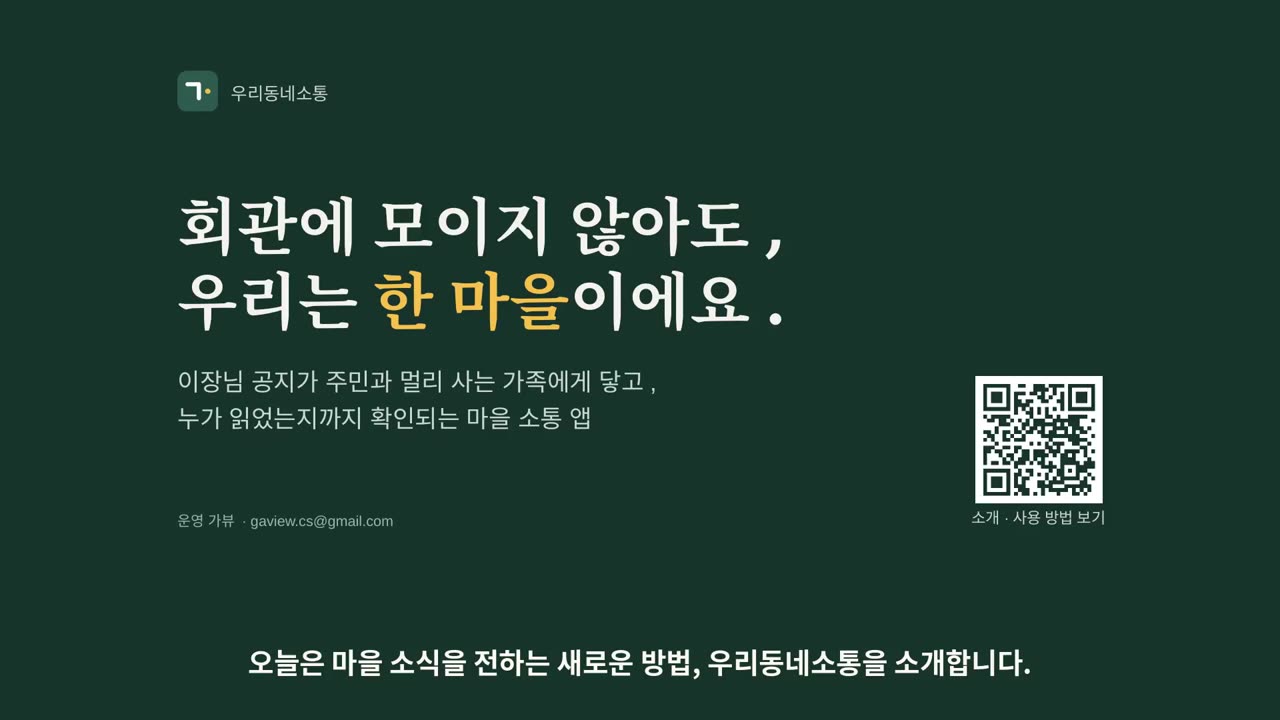 우리동네소통
회관에 모이지 않아도 ,
우리는 한 마을이에요 .
이장님 공지가 주민과 멀리 사는 가족에게 닿고 ,
누가 읽었는지까지 확인되는 마을 소통 앱
운영 가뷰 · gaview.cs@gmail.com
소개 · 사용 방법 보기
오늘은 마을 소식을 전하는 새로운 방법, 우리동네소통을 소개합니다.